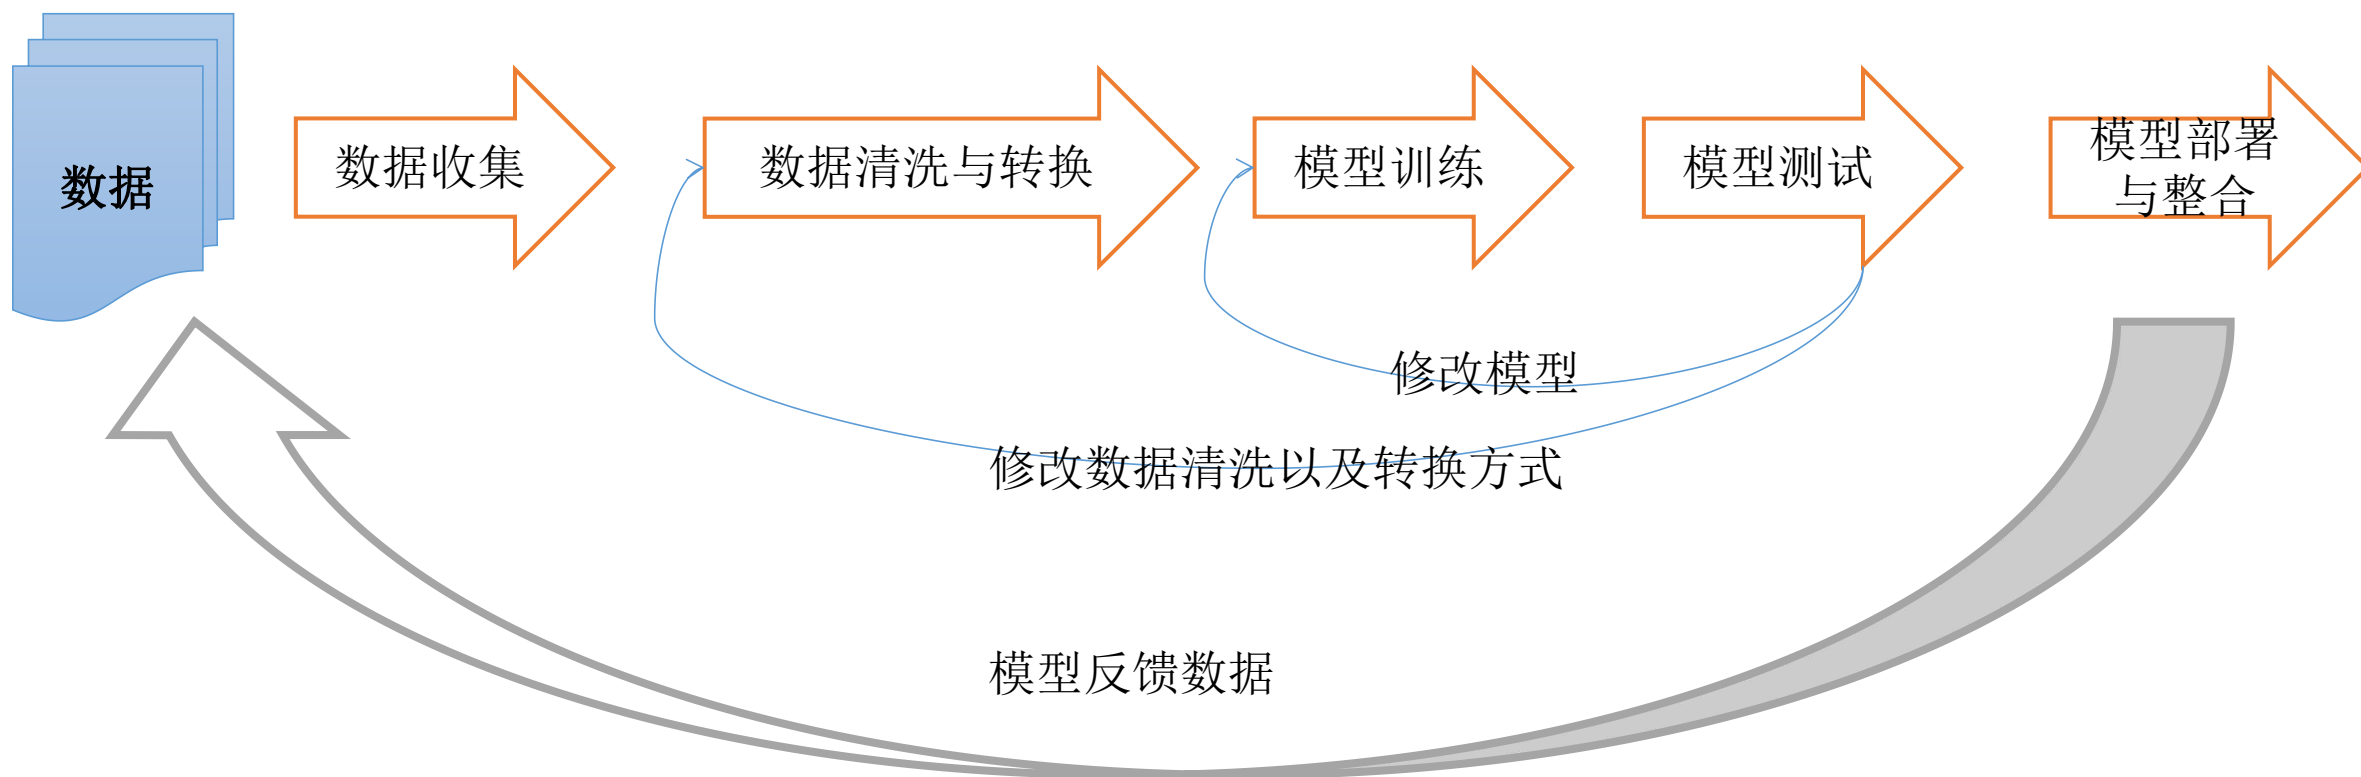 数据
数据收集
数据清洗与转换
模型训练
模型测试
模型部署
与整合
修改模型
修改数据清洗以及转换方式
模型反馈数据